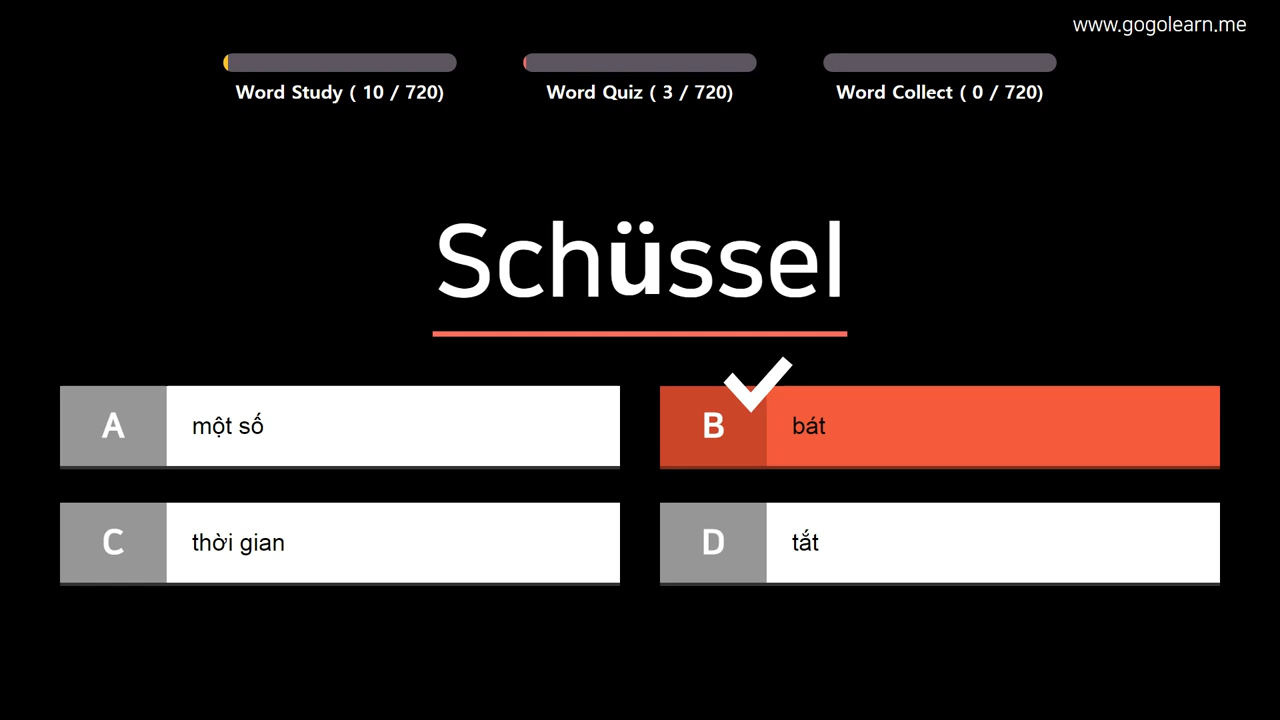 www.gogolearn.me
Word Study ( 10 / 720)
Word Quiz ( 3 / 720)
Word Collect ( 0 / 720)
Schüssel
A
một số
B
bát
C
thời gian
D
tắt